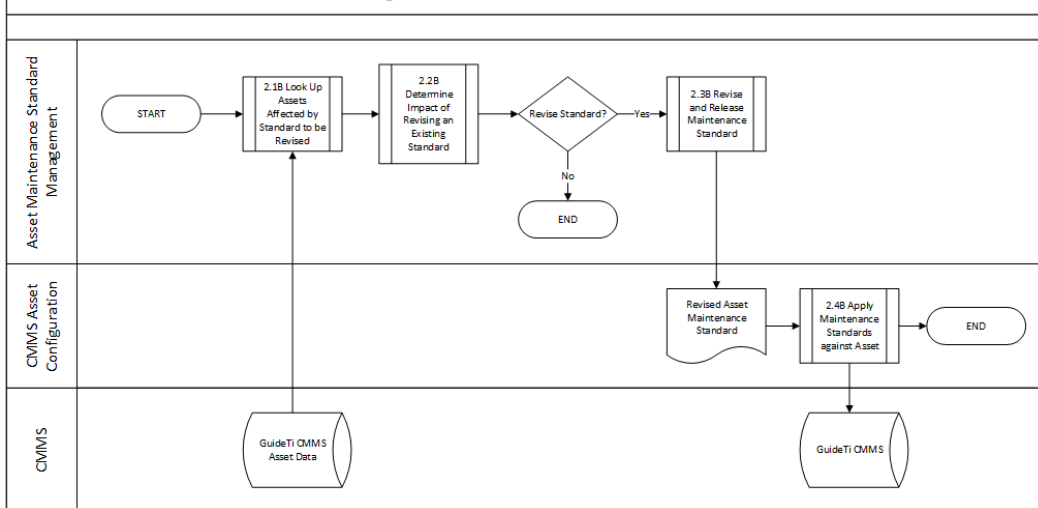 Asset Maintenance Standard
Management
START
2.1B Look Up
Assets
Affected by
Standard to be
Revised
2.2B
Determine
Impact of
Revising an
Existing
Standard
Revise Standard?
Yes
2.3B Revise
and Release
Maintenance
Standard
No
END
CMMS Asset
Configuration
Revised Asset
Maintenance
Standard
2.4B Apply
Maintenance
Standards
against Asset
END
CMMS
GuideTi CMMS
Asset Data
GuideTi CMMS